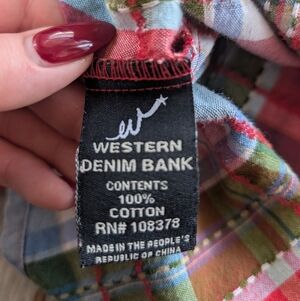 WESTERN
DENIM BANK
CONTENTS
100%
COTTON
RN# 108378
MADE IN THE PEOPLE'S
REPUBLIC OF CHINA